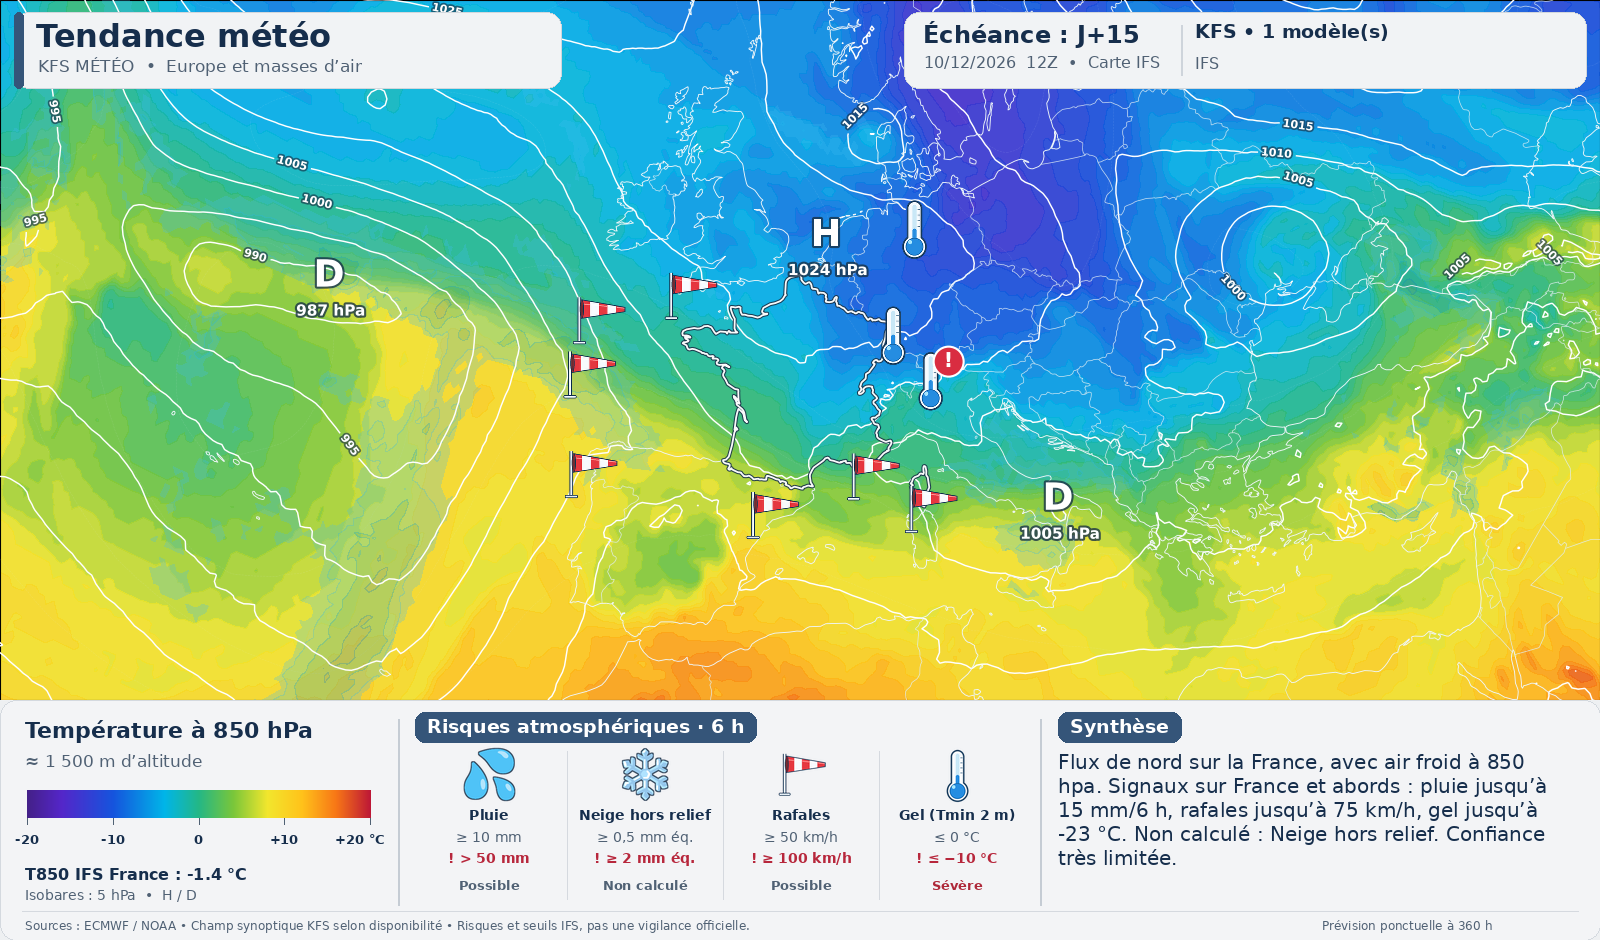 Tendance météo
KFS MÉTÉO • Europe et masses d’air
Échéance : J+15
10/12/2026 12Z • Carte IFS
KFS • 1 modèle(s)
IFS
1025
995
1005
1000
995
990
D
987 hPa
995
1015
H
1024 hPa
1015
1010
1005
1000
1005
1005
!
D
1005 hPa
Température à 850 hPa
≈ 1 500 m d’altitude
-20 -10 0 +10 +20 °C
T850 IFS France : -1.4 °C
Isobares : 5 hPa • H / D
Risques atmosphériques · 6 h
Pluie
≥ 10 mm
! > 50 mm
Possible
Neige hors relief
≥ 0,5 mm éq.
! ≥ 2 mm éq.
Non calculé
Rafales
≥ 50 km/h
! ≥ 100 km/h
Possible
Gel (Tmin 2 m)
≤ 0 °C
! ≤ −10 °C
Sévère
Synthèse
Flux de nord sur la France, avec air froid à 850
hpa. Signaux sur France et abords : pluie jusqu’à
15 mm/6 h, rafales jusqu’à 75 km/h, gel jusqu’à
-23 °C. Non calculé : Neige hors relief. Confiance
très limitée.
Sources : ECMWF / NOAA • Champ synoptique KFS selon disponibilité • Risques et seuils IFS, pas une vigilance officielle.
Prévision ponctuelle à 360 h